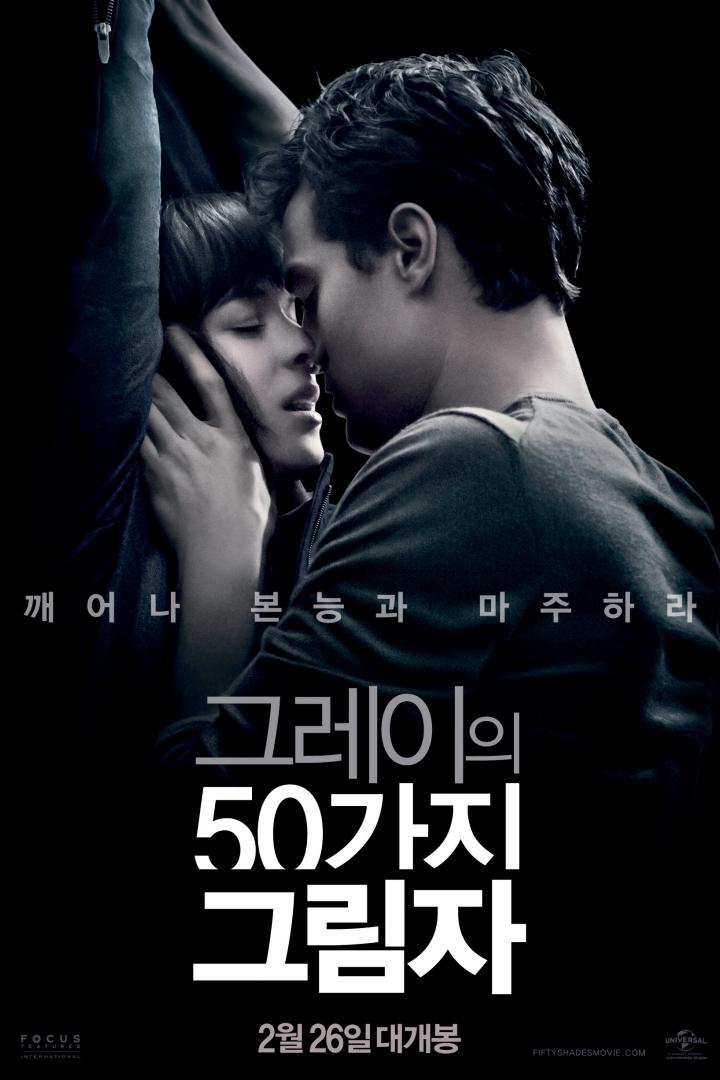 깨어나 본능과 마주하라
그레이의
50가지
그림자
2월 26일 대개봉
FOCUS
FEATURES
INTERNATIONAL
FIFTYSHADESMOVIE.COM
UNIVERSAL